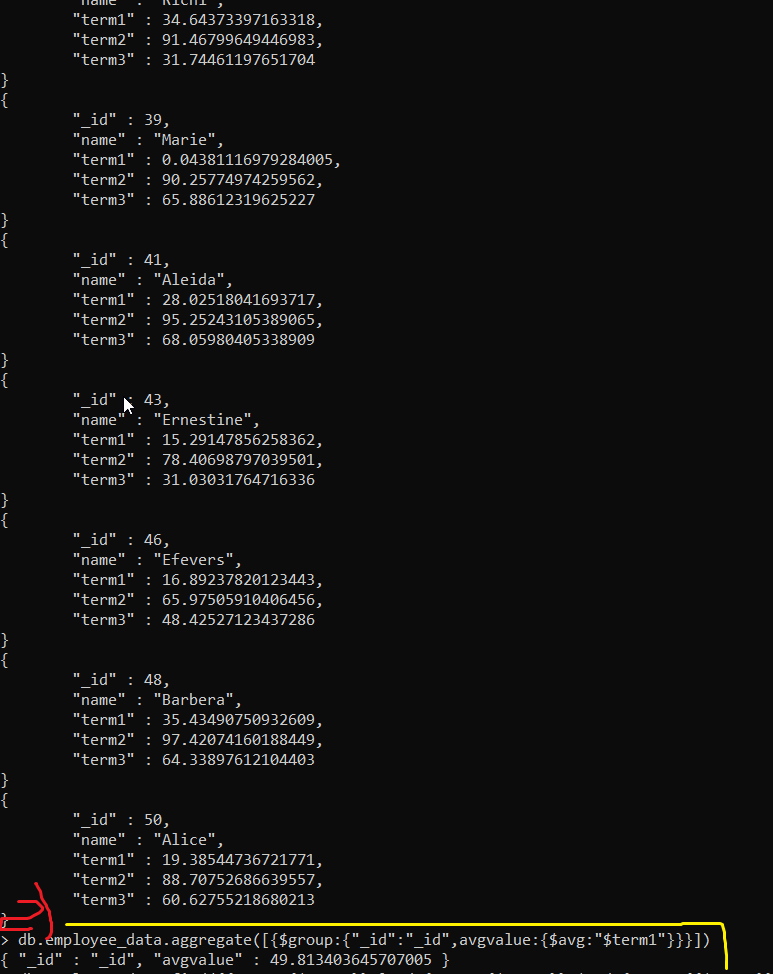 "name" : "Richi",
"term1" : 34.64373397163318,
"term2" : 91.46799649446983,
"term3" : 31.74461197651704
}
{
"_id" : 39,
"name" : "Marie",
"term1" : 0.04381116979284005,
"term2" : 90.25774974259562,
"term3" : 65.88612319625227
}
{
"_id" : 41,
"name" : "Aleida",
"term1" : 28.02518041693717,
"term2" : 95.25243105389065,
"term3" : 68.05980405338909
}
{
"_id" : 43,
"name" : "Ernestine",
"term1" : 15.29147856258362,
"term2" : 78.40698797039501,
"term3" : 31.03031764716336
}
{
"_id" : 46,
"name" : "Efevers",
"term1" : 16.89237820123443,
"term2" : 65.97505910406456,
"term3" : 48.42527123437286
}
{
"_id" : 48,
"name" : "Barbera",
"term1" : 35.43490750932609,
"term2" : 97.42074160188449,
"term3" : 64.33897612104403
}
{
"_id" : 50,
"name" : "Alice",
"term1" : 19.38544736721771,
"term2" : 88.70752686639557,
"term3" : 60.62755218680213
}
> db.employee_data.aggregate([{$group:{"_id":"_id",avgvalue:{$avg:"$term1"}}}])
{ "_id" : "_id", "avgvalue" : 49.813403645707005 }